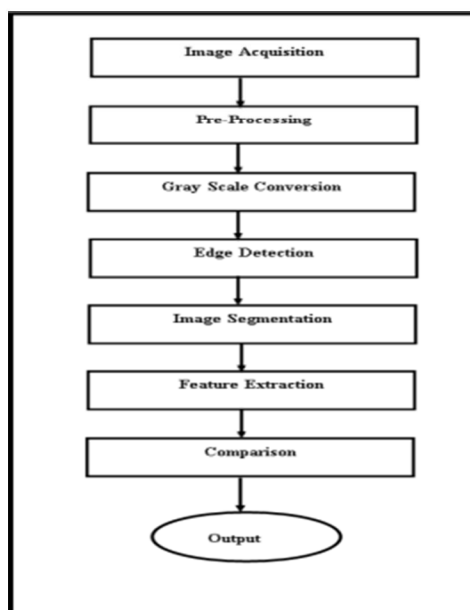 Image Acquisition
Pre-Processing
Gray Scale Conversion
Edge Detection
Image Segmentation
Feature Extraction
Comparison
Output